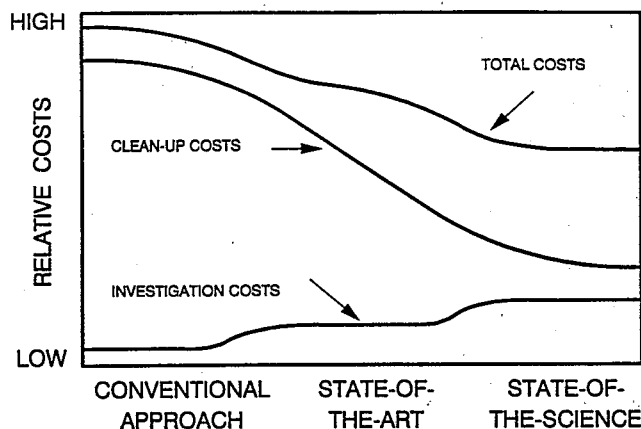 HIGH
TOTAL COSTS
CLEAN-UP COSTS
RELATIVE COSTS
INVESTIGATION COSTS
LOW
CONVENTIONAL
APPROACH
STATE-OF-
THE-ART
STATE-OF-
THE-SCIENCE